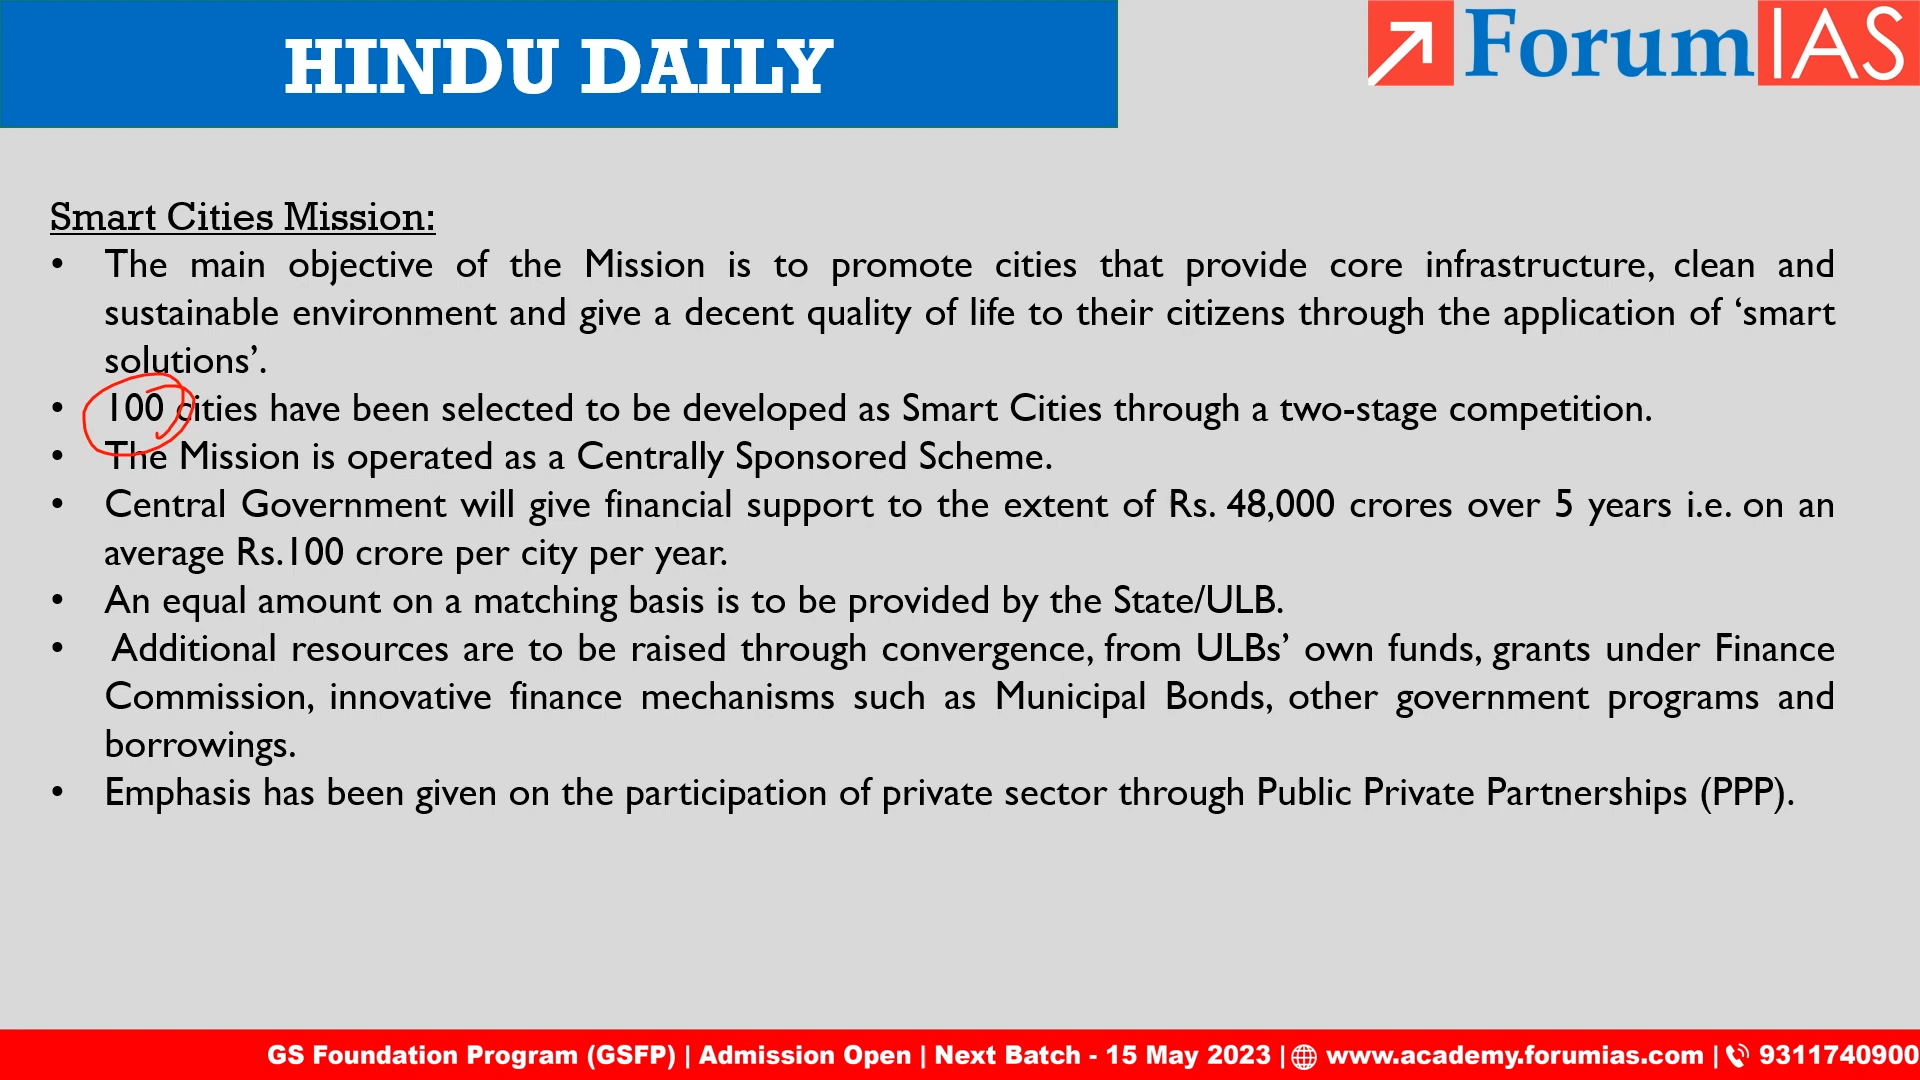 HINDU DAILY
Forum IAS
Smart Cities Mission:
• The main objective of the Mission is to promote cities that provide core infrastructure, clean and
sustainable environment and give a decent quality of life to their citizens through the application of ‘smart
solutions’.
• 100 cities have been selected to be developed as Smart Cities through a two-stage competition.
• The Mission is operated as a Centrally Sponsored Scheme.
• Central Government will give financial support to the extent of Rs. 48,000 crores over 5 years i.e. on an
average Rs.100 crore per city per year.
• An equal amount on a matching basis is to be provided by the State/ULB.
• Additional resources are to be raised through convergence, from ULBs’ own funds, grants under Finance
Commission, innovative finance mechanisms such as Municipal Bonds, other government programs and
borrowings.
• Emphasis has been given on the participation of private sector through Public Private Partnerships (PPP).
GS Foundation Program (GSFP) | Admission Open | Next Batch - 15 May 2023 | www.academy.forumias.com | 9311740900